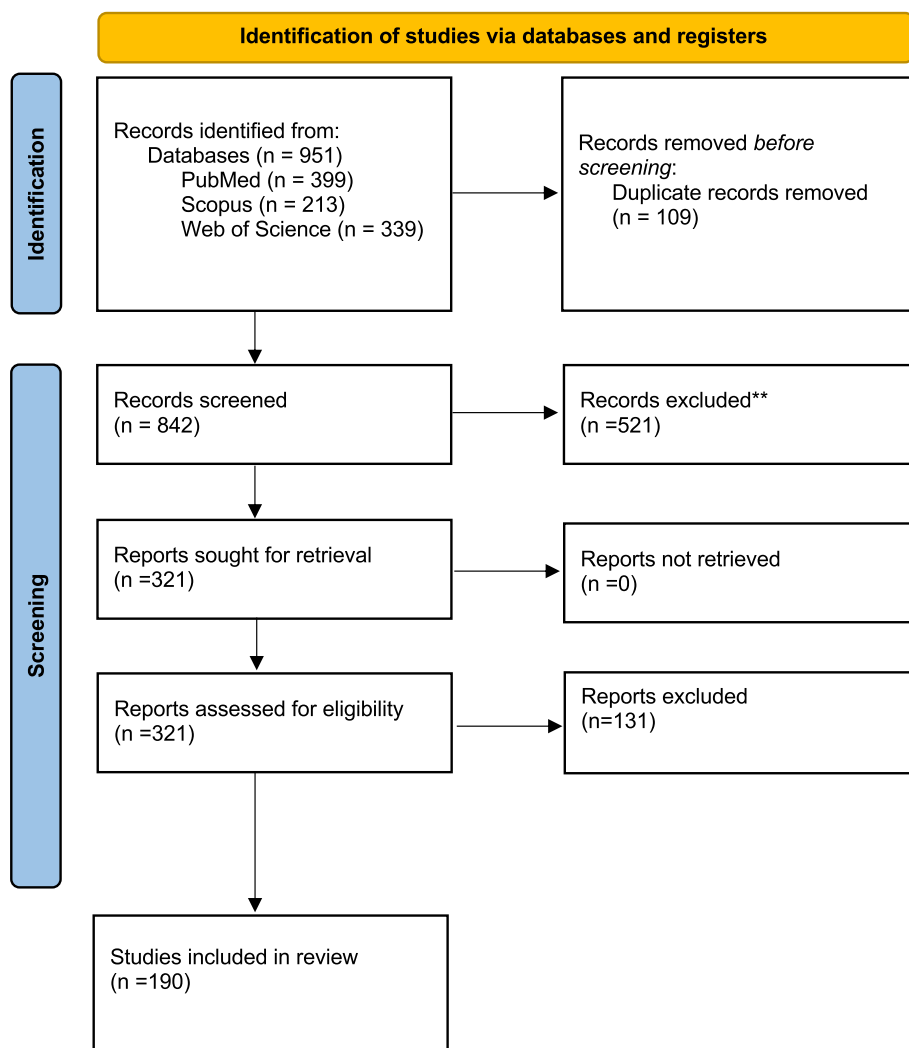 Identification of studies via databases and registers
Identification
Records identified from:
Databases (n = 951)
PubMed (n = 399)
Scopus (n = 213)
Web of Science (n = 339)
Records removed before
screening:
Duplicate records removed
(n = 109)
Screening
Records screened
(n = 842)
Records excluded**
(n =521)
Reports sought for retrieval
(n =321)
Reports not retrieved
(n =0)
Reports assessed for eligibility
(n =321)
Reports excluded
(n=131)
Studies included in review
(n =190)